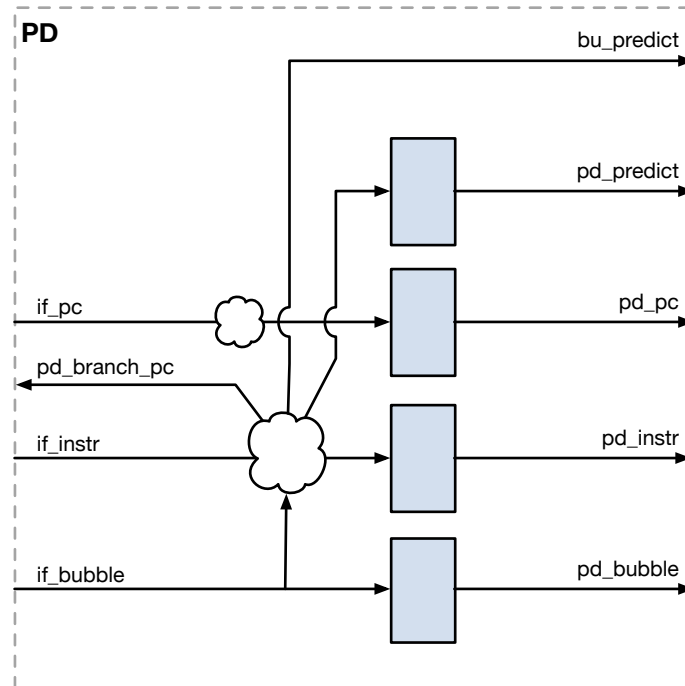 PD
bu_predict
pd_predict
if_pc
pd_pc
pd_branch_pc
if_instr
pd_instr
if_bubble
pd_bubble